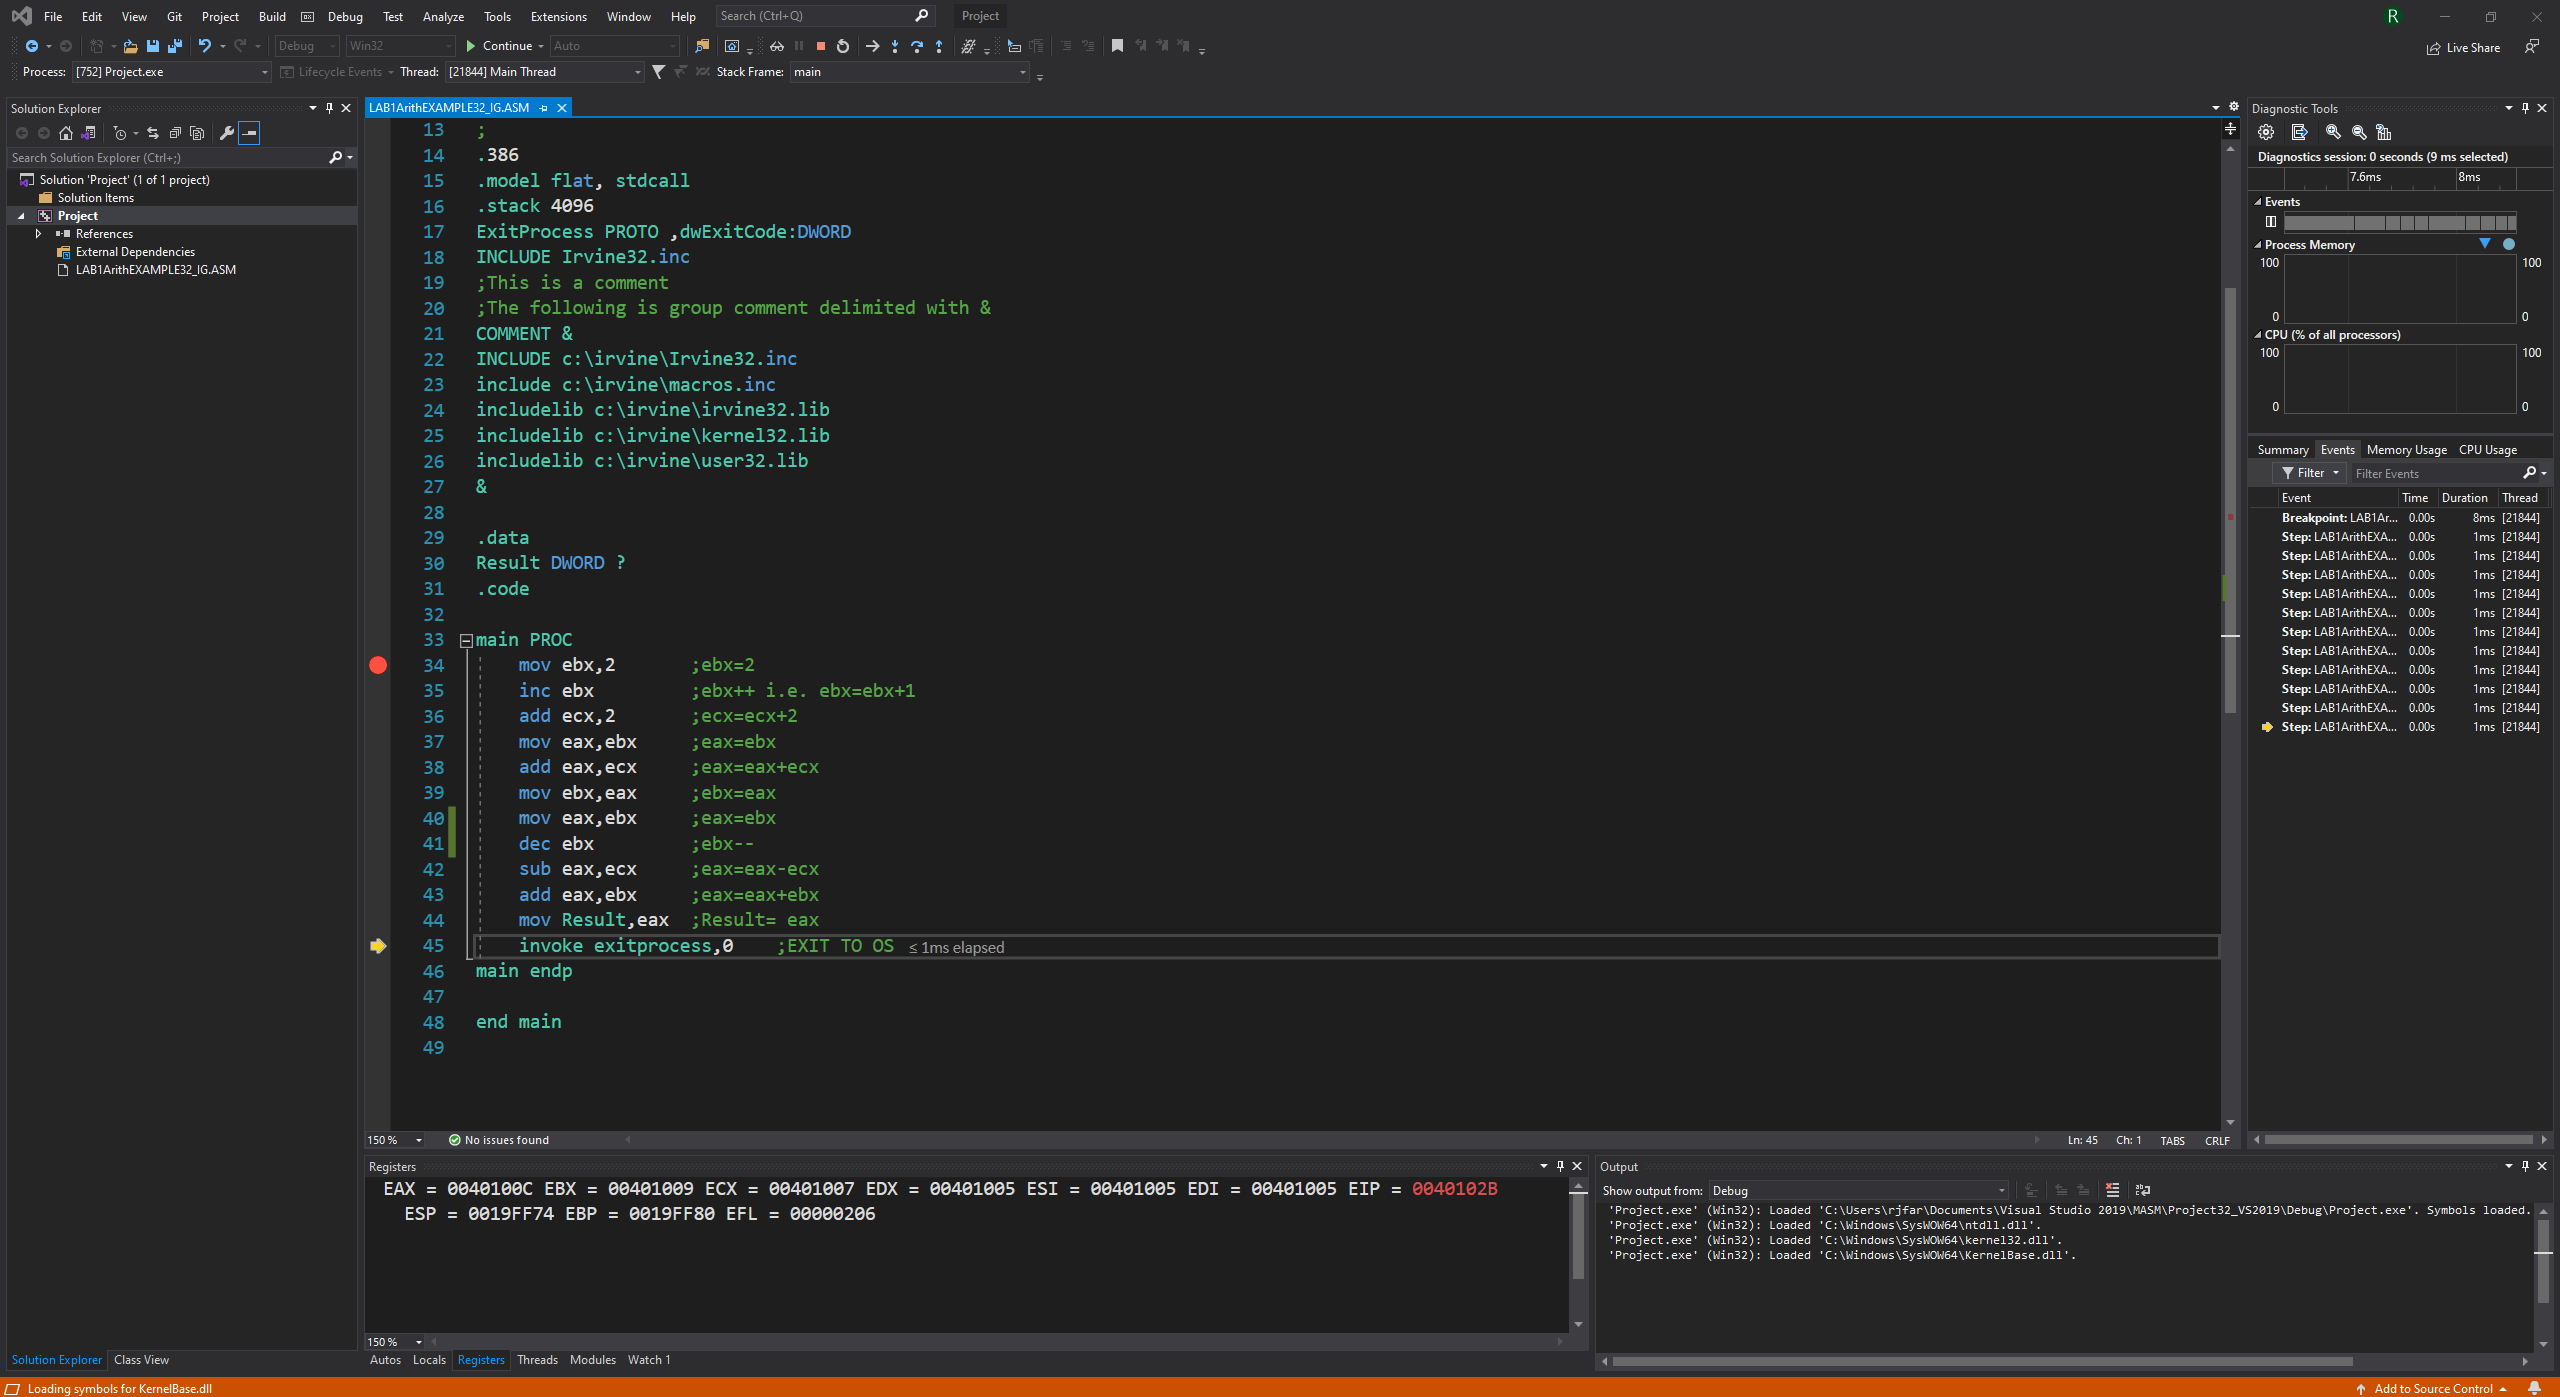 File Edit View Git Project Build Debug Test Analyze Tools Extensions Window Help Search (Ctrl+Q) Project R
Debug Win32 Continue Auto Live Share
Process: [752] Project.exe Lifecycle Events Thread: [21844] Main Thread Stack Frame: main
Solution Explorer
Search Solution Explorer (Ctrl+;)
Solution 'Project' (1 of 1 project)
Solution Items
Project
References
External Dependencies
LAB1ArithEXAMPLE32_IG.ASM
Solution Explorer Class View
LAB1ArithEXAMPLE32_IG.ASM
13 ;
14 .386
15 .model flat, stdcall
16 .stack 4096
17 ExitProcess PROTO ,dwExitCode:DWORD
18 INCLUDE Irvine32.inc
19 ;This is a comment
20 ;The following is group comment delimited with &
21 COMMENT &
22 INCLUDE c:\irvine\Irvine32.inc
23 include c:\irvine\macros.inc
24 includelib c:\irvine\irvine32.lib
25 includelib c:\irvine\kernel32.lib
26 includelib c:\irvine\user32.lib
27 &
28
29 .data
30 Result DWORD ?
31 .code
32
33 main PROC
34 mov ebx,2 ;ebx=2
35 inc ebx ;ebx++ i.e. ebx=ebx+1
36 add ecx,2 ;ecx=ecx+2
37 mov eax,ebx ;eax=ebx
38 add eax,ecx ;eax=eax+ecx
39 mov ebx,eax ;ebx=eax
40 mov eax,ebx ;eax=ebx
41 dec ebx ;ebx--
42 sub eax,ecx ;eax=eax-ecx
43 add eax,ebx ;eax=eax+ebx
44 mov Result,eax ;Result= eax
45 invoke exitprocess,0 ;EXIT TO OS ≤ 1ms elapsed
46 main endp
47
48 end main
49
150 % No issues found Ln: 45 Ch: 1 TABS CRLF
Diagnostic Tools
Diagnostics session: 0 seconds (9 ms selected)
7.6ms 8ms
Events
Process Memory
100 100
0 0
CPU (% of all processors)
100 100
0 0
Summary Events Memory Usage CPU Usage
Filter Filter Events
Event Time Duration Thread
Breakpoint: LAB1Ar... 0.00s 8ms [21844]
Step: LAB1ArithEXA... 0.00s 1ms [21844]
Step: LAB1ArithEXA... 0.00s 1ms [21844]
Step: LAB1ArithEXA... 0.00s 1ms [21844]
Step: LAB1ArithEXA... 0.00s 1ms [21844]
Step: LAB1ArithEXA... 0.00s 1ms [21844]
Step: LAB1ArithEXA... 0.00s 1ms [21844]
Step: LAB1ArithEXA... 0.00s 1ms [21844]
Step: LAB1ArithEXA... 0.00s 1ms [21844]
Step: LAB1ArithEXA... 0.00s 1ms [21844]
Step: LAB1ArithEXA... 0.00s 1ms [21844]
Step: LAB1ArithEXA... 0.00s 1ms [21844]
Registers
EAX = 0040100C EBX = 00401009 ECX = 00401007 EDX = 00401005 ESI = 00401005 EDI = 00401005 EIP = 0040102B
ESP = 0019FF74 EBP = 0019FF80 EFL = 00000206
150 %
Autos Locals Registers Threads Modules Watch 1
Output
Show output from: Debug
'Project.exe' (Win32): Loaded 'C:\Users\rjfar\Documents\Visual Studio 2019\MASM\Project32_VS2019\Debug\Project.exe'. Symbols loaded.
'Project.exe' (Win32): Loaded 'C:\Windows\SysWOW64\ntdll.dll'.
'Project.exe' (Win32): Loaded 'C:\Windows\SysWOW64\kernel32.dll'.
'Project.exe' (Win32): Loaded 'C:\Windows\SysWOW64\KernelBase.dll'.
Loading symbols for KernelBase.dll Add to Source Control